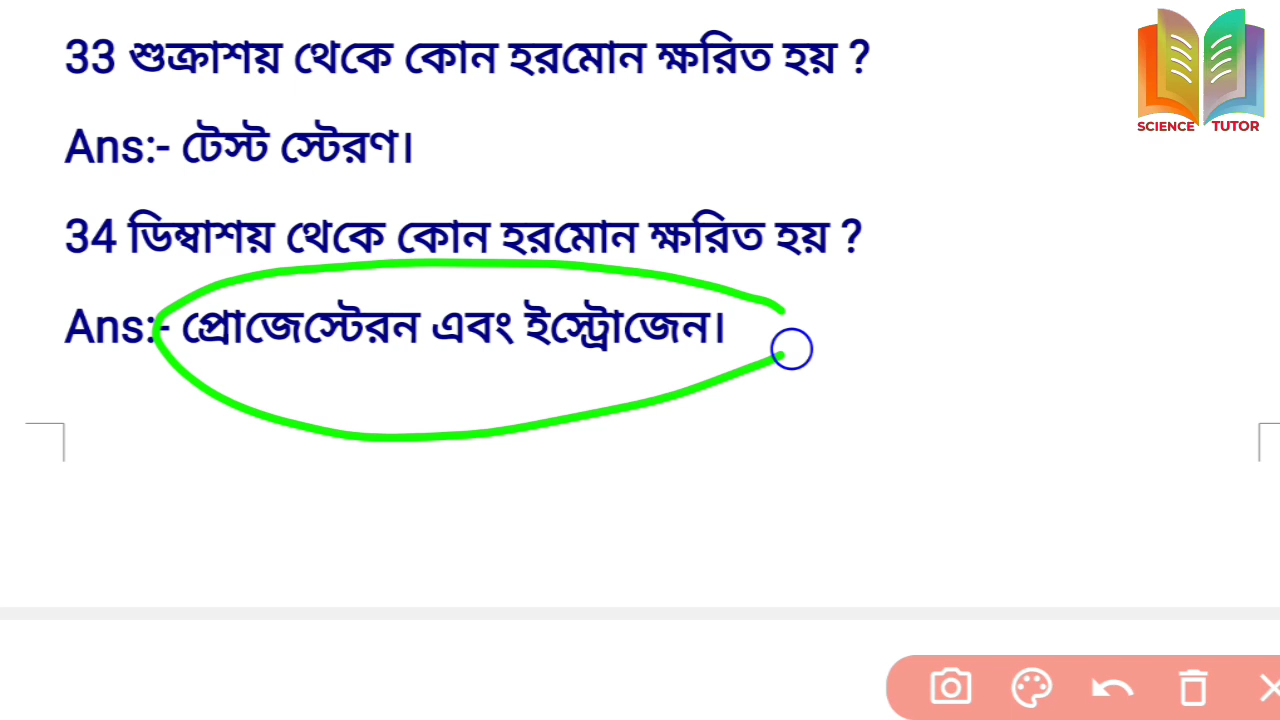 33 শুক্রাশয় থেকে কোন হরমোন ক্ষরিত হয় ?
SCIENCE TUTOR
Ans:- টেস্ট স্টেরণ।
34 ডিম্বাশয় থেকে কোন হরমোন ক্ষরিত হয় ?
Ans:- প্রোজেস্টেরন এবং ইস্ট্রোজেন।